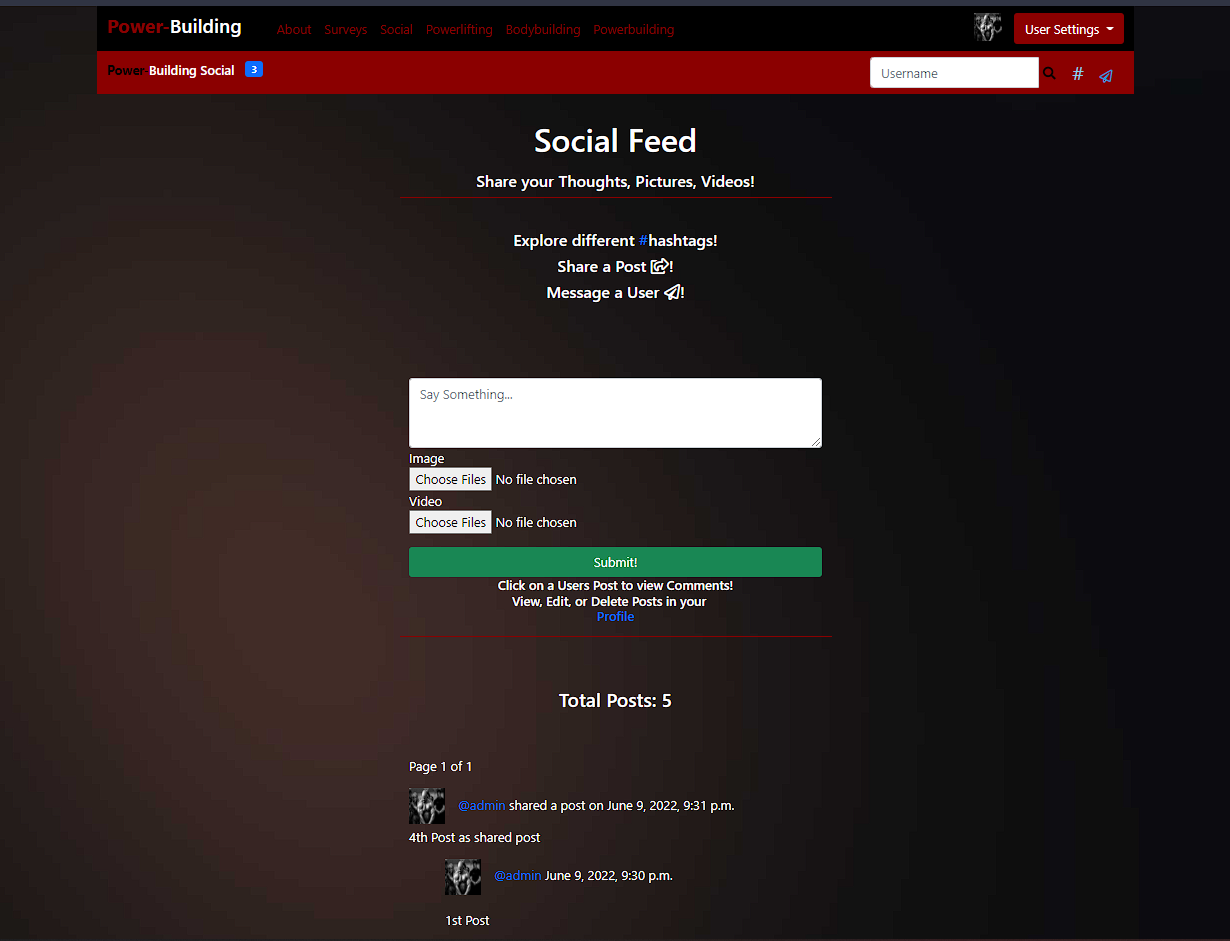 Power-Building About Surveys Social Powerlifting Bodybuilding Powerbuilding User Settings
Power Building Social 3 Username #
Social Feed
Share your Thoughts, Pictures, Videos!
Explore different #hashtags!
Share a Post !
Message a User !
Say Something...
Image
Choose Files No file chosen
Video
Choose Files No file chosen
Submit!
Click on a Users Post to view Comments!
View, Edit, or Delete Posts in your
Profile
Total Posts: 5
Page 1 of 1
@admin shared a post on June 9, 2022, 9:31 p.m.
4th Post as shared post
@admin June 9, 2022, 9:30 p.m.
1st Post